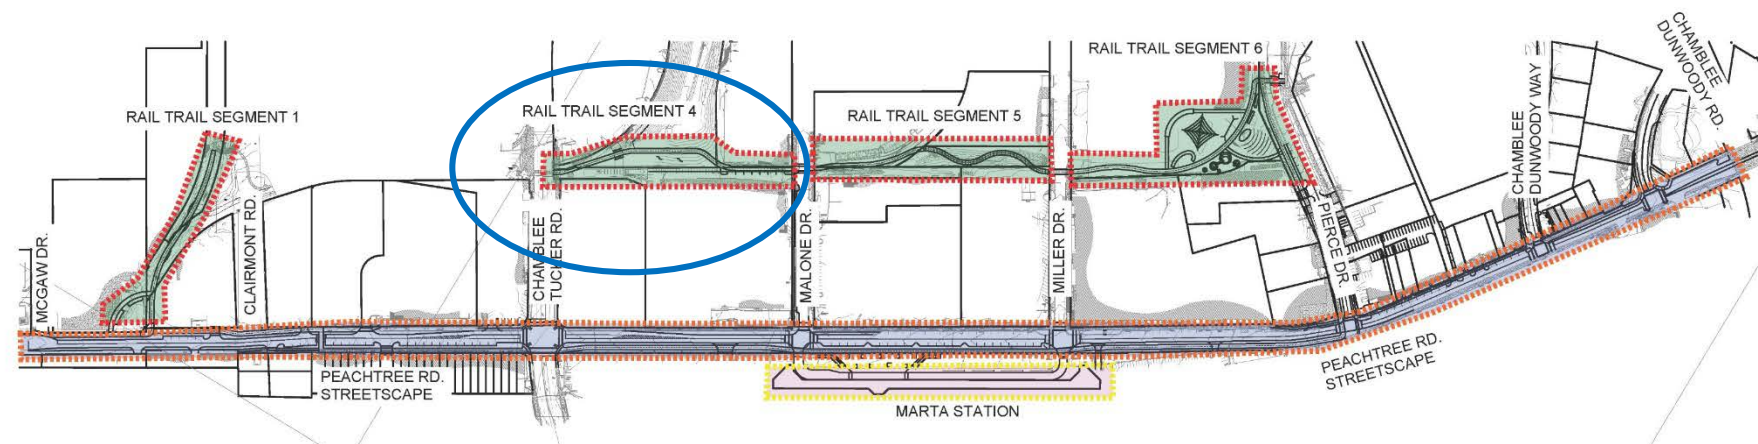 RAIL TRAIL SEGMENT 1
RAIL TRAIL SEGMENT 4
RAIL TRAIL SEGMENT 5
RAIL TRAIL SEGMENT 6
CHAMBLEE
DUNWOODY RD.
MCGAW DR.
CLAIRMONT RD.
CHAMBLEE
TUCKER RD.
MALONE DR.
MILLER DR.
PIERCE DR.
CHAMBLEE
DUNWOODY WAY
PEACHTREE RD.
STREETSCAPE
MARTA STATION
PEACHTREE RD.
STREETSCAPE